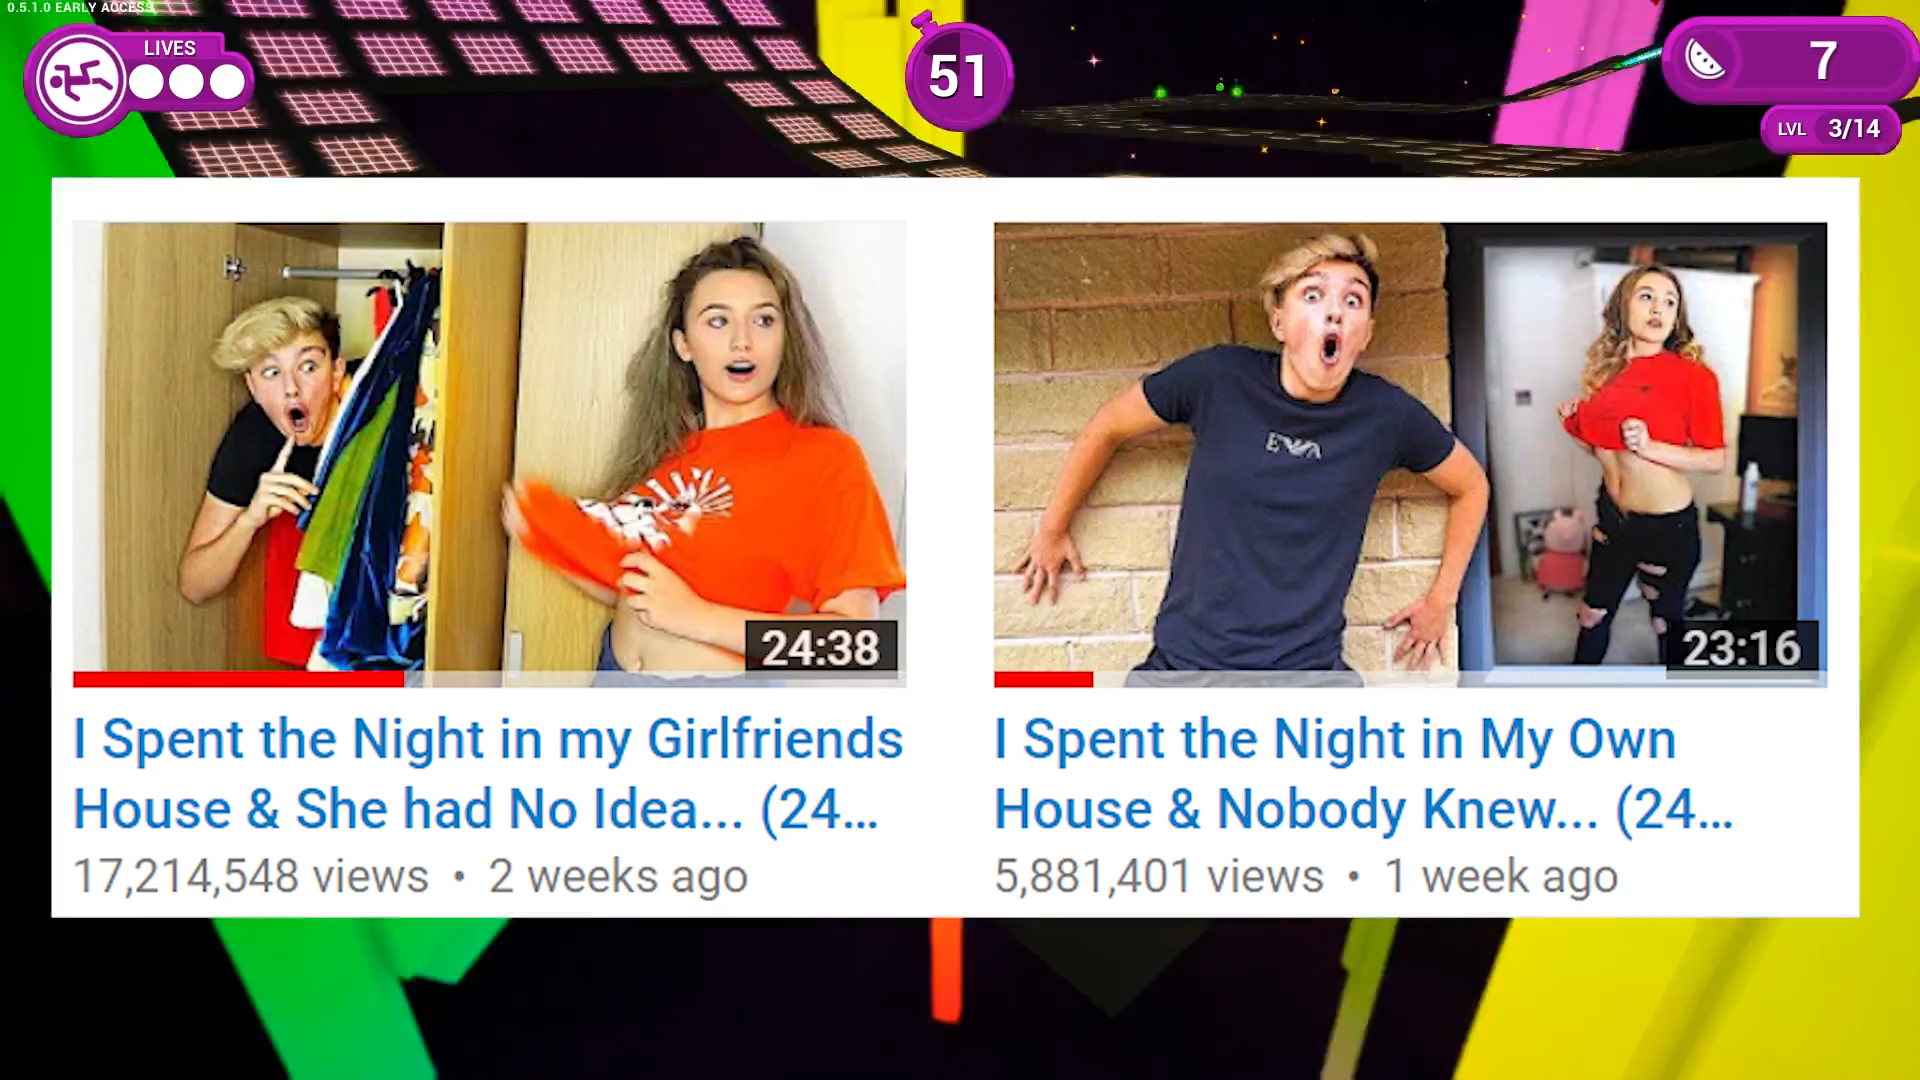 0.5.1.0 EARLY ACCESS
LIVES
51
7
LVL 3/14
24:38
23:16
I Spent the Night in my Girlfriends
House & She had No Idea... (24...
17,214,548 views • 2 weeks ago
I Spent the Night in My Own
House & Nobody Knew... (24...
5,881,401 views • 1 week ago